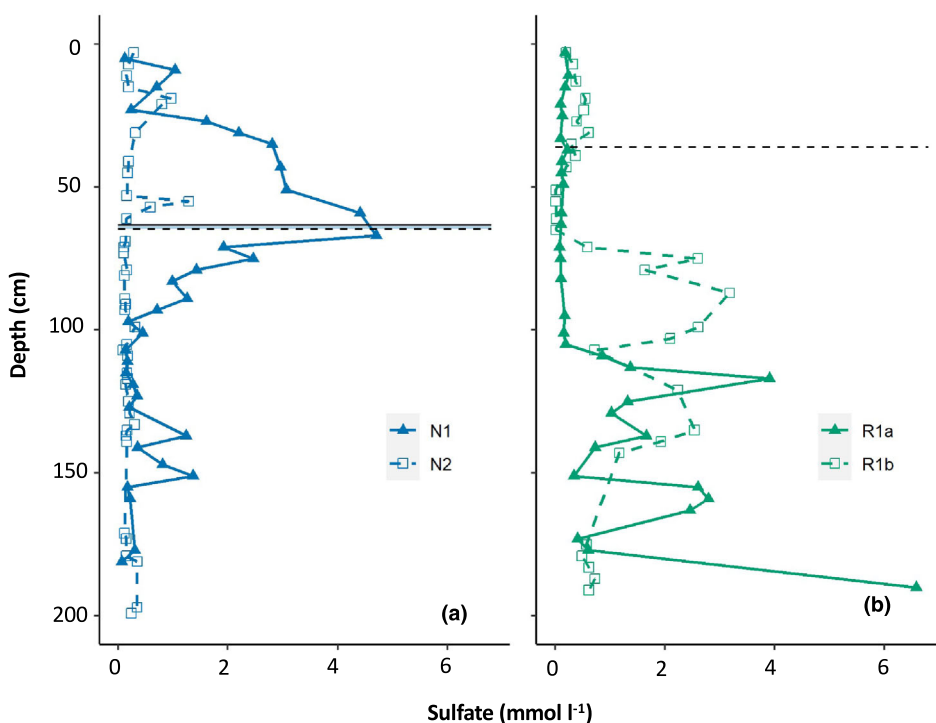 0
50
100
150
200
Depth (cm)
N1
N2
(a)
R1a
R1b
(b)
0 2 4 6
0 2 4 6
Sulfate (mmol l⁻¹)